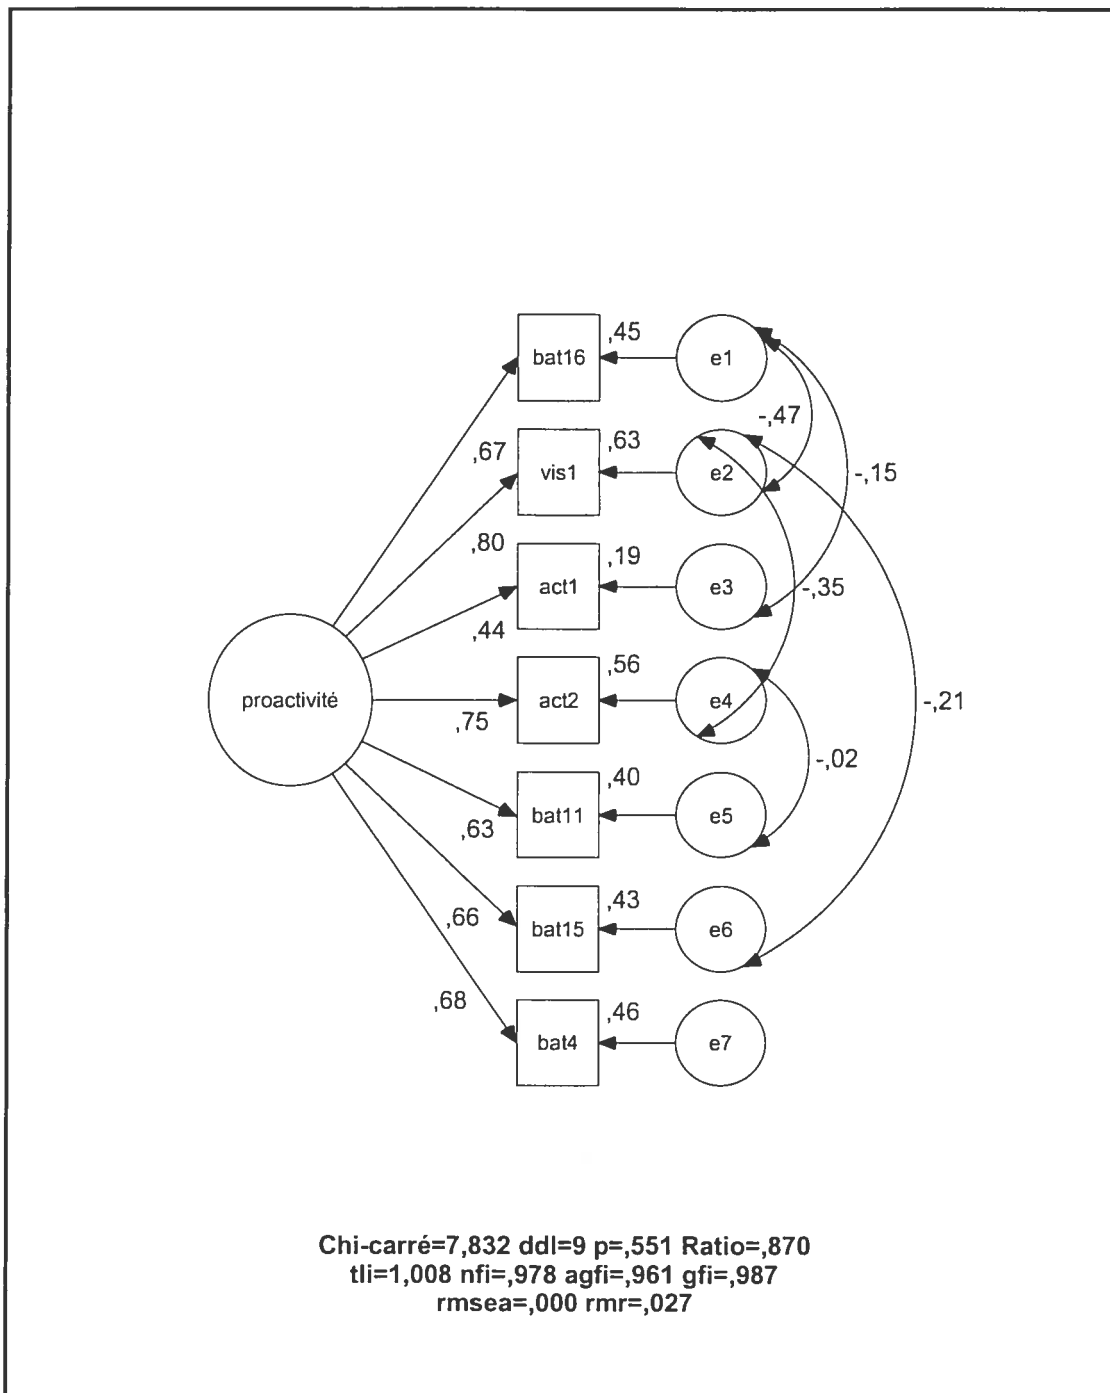 ,45
bat16
e1
-,47
,67
,63
vis1
e2
-,15
,80
,19
act1
e3
-,35
,44
,56
proactivité
act2
e4
-,21
,75
-,02
,40
bat11
e5
,63
,43
,66
bat15
e6
,68
,46
bat4
e7
Chi-carré=7,832 ddl=9 p=,551 Ratio=,870
tli=1,008 nfi=,978 agfi=,961 gfi=,987
rmsea=,000 rmr=,027